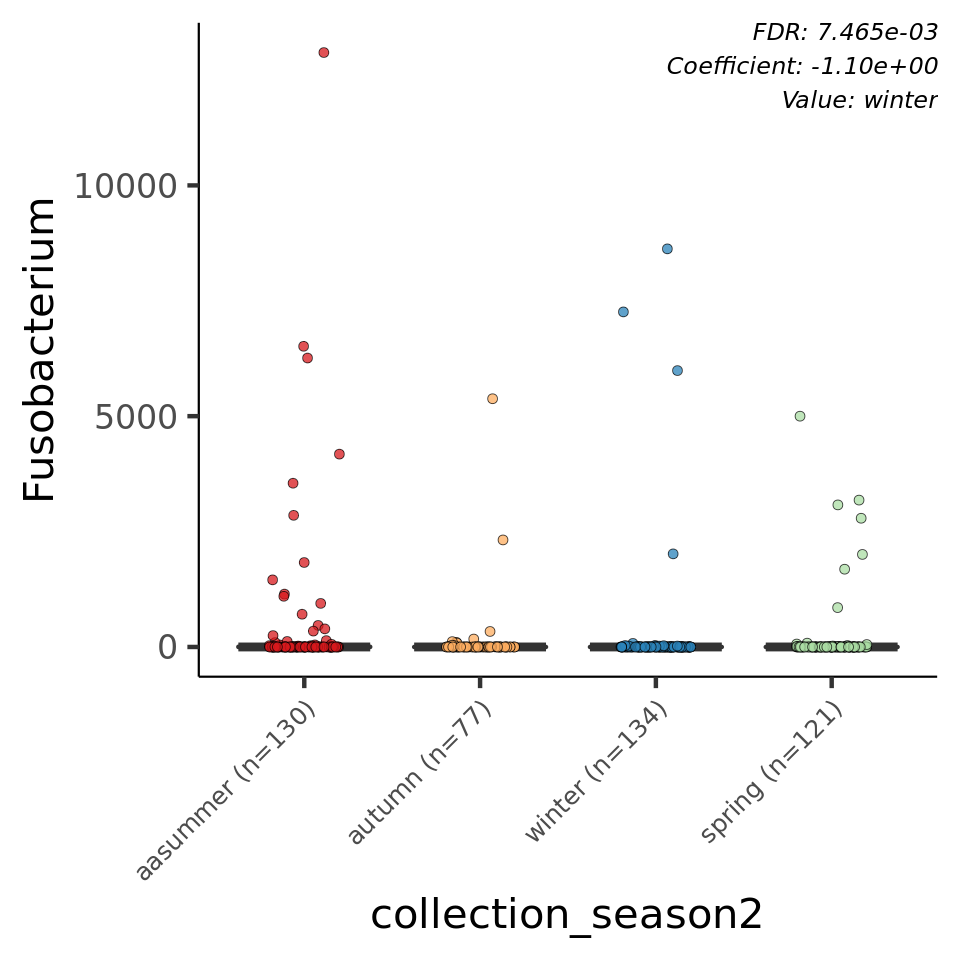 FDR: 7.465e-03
Coefficient: -1.10e+00
Value: winter
Fusobacterium
10000
5000
0
aasummer (n=130)
autumn (n=77)
winter (n=134)
spring (n=121)
collection_season2